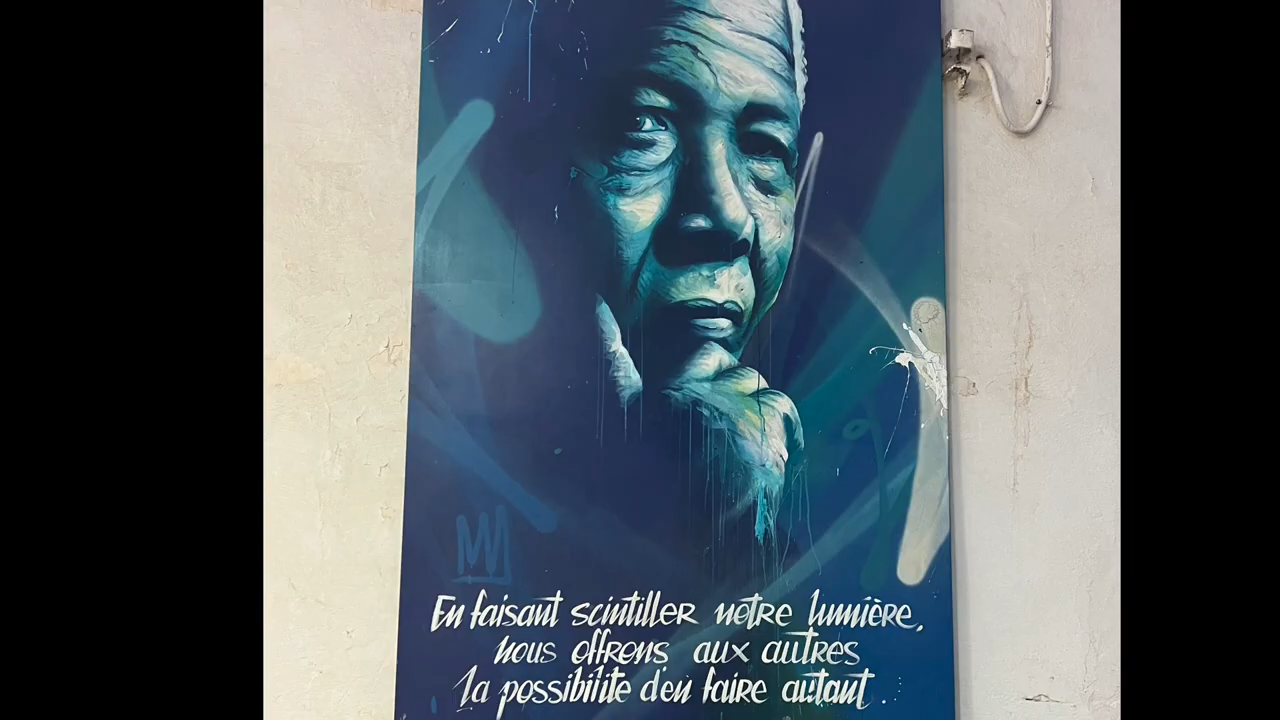 En faisant scintiller notre lumière,
nous offrons aux autres
la possibilite d'en faire autant.